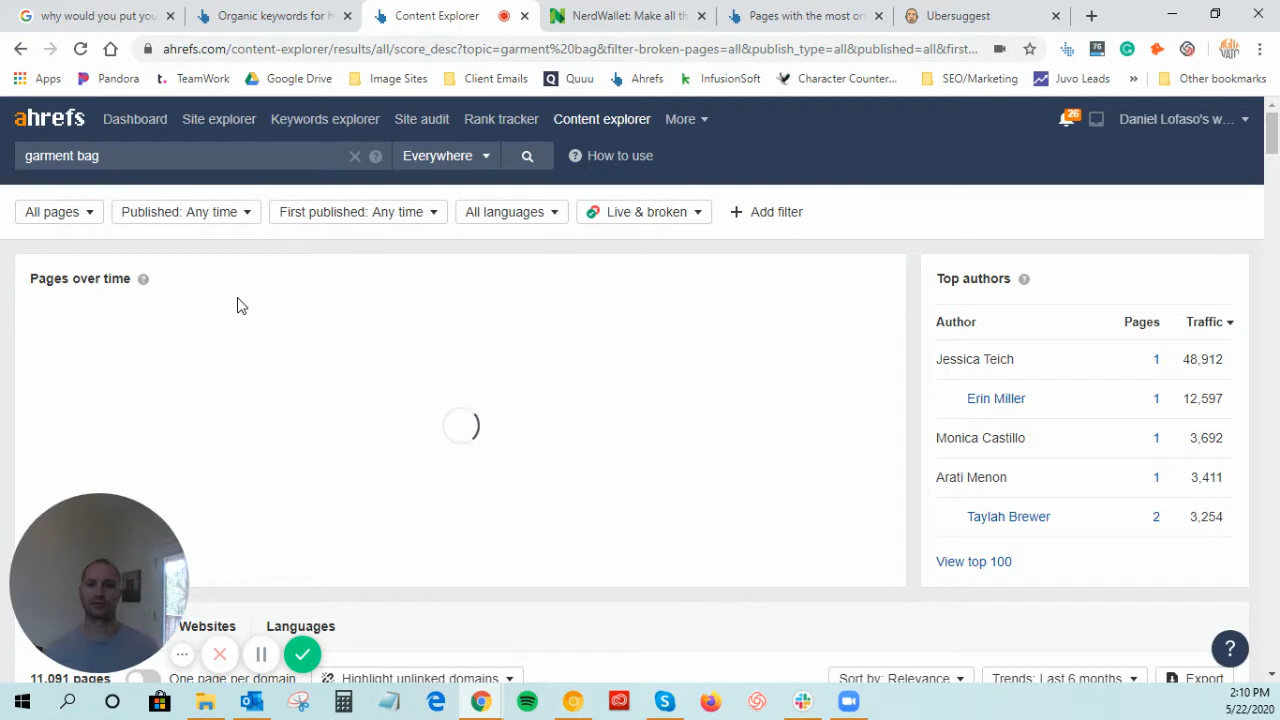 why would you put you
Organic keywords for h
Content Explorer
NerdWallet: Make all th
Pages with the most or
Ubersuggest
ahrefs.com/content-explorer/results/all/score_desc?topic=garment%20bag&filter-broken-pages=all&publish_type=all&published=all&first...
76
Apps
Pandora
TeamWork
Google Drive
Image Sites
Client Emails
Quuu
Ahrefs
InfusionSoft
Character Counter...
SEO/Marketing
Juvo Leads
»
Other bookmarks
ahrefs
Dashboard
Site explorer
Keywords explorer
Site audit
Rank tracker
Content explorer
More
26
Daniel Lofaso's w...
garment bag
Everywhere
How to use
All pages
Published: Any time
First published: Any time
All languages
Live & broken
+ Add filter
Pages over time
Top authors
Author Pages Traffic
Jessica Teich 1 48,912
Erin Miller 1 12,597
Monica Castillo 1 3,692
Arati Menon 1 3,411
Taylah Brewer 2 3,254
View top 100
Websites
Languages
11,091 pages
One page per domain
Highlight unlinked domains
Sort by: Relevance
Trends: Last 6 months
Export
2:10 PM
5/22/2020